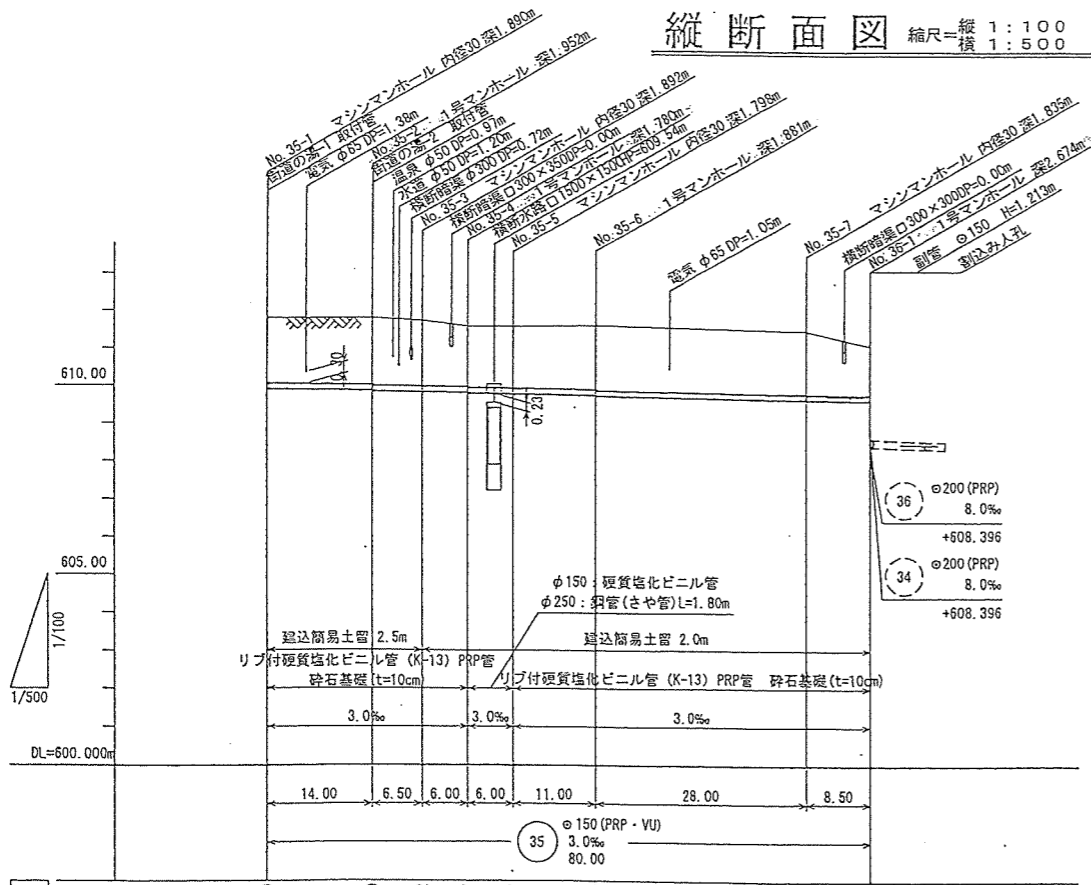 縦断面図 縮尺=縦 1:100
横 1:500
No.35-1 マシンマンホール 内径30 深1.890m
街道の湯-1 取付管
電気 φ65 DP=1.38m
No.35-2 1号マンホール 深1.952m
街道の湯-2 取付管
温泉 φ50 DP=0.97m
水道 φ50 DP=1.20m
横断暗渠 φ300 DP=0.72m
No.35-3 マシンマンホール 内径30 深1.892m
横断暗渠口300×350DP=0.00m
No.35-4 1号マンホール 深1.780m
横断水路口1500×1500HP=609.54m
No.35-5 マシンマンホール 内径30 深1.798m
No.35-6 1号マンホール 深1.881m
電気 φ65 DP=1.05m
No.35-7 マシンマンホール 内径30 深1.835m
横断暗渠口300×300DP=0.00m
No.36-1 1号マンホール 深2.674m
副管 ⊙150 H=1.213m
割込み人孔
610.00
0.30
0.23
36 ⊙200(PRP)
8.0‰
+608.396
34 ⊙200(PRP)
8.0‰
+608.396
605.00
1/100
1/500
φ150:硬質塩化ビニル管
φ250:鋼管(さや管)L=1.80m
建込簡易土留 2.5m
建込簡易土留 2.0m
リブ付硬質塩化ビニル管 (K-13) PRP管
砕石基礎(t=10cm)
リブ付硬質塩化ビニル管 (K-13) PRP管 砕石基礎(t=10cm)
3.0‰ 3.0‰ 3.0‰
DL=600.000m
14.00 6.50 6.00 6.00 11.00 28.00 8.50
35 ⊙150(PRP・VU)
3.0‰
80.00